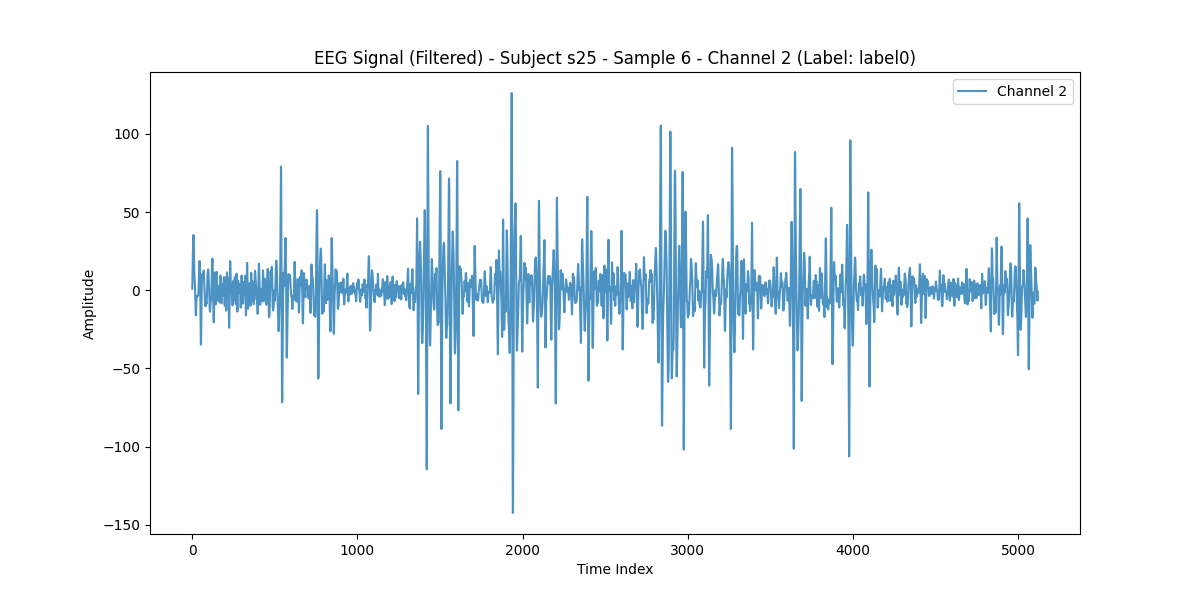 EEG Signal (Filtered) - Subject s25 - Sample 6 - Channel 2 (Label: label0)
Channel 2
100
50
0
−50
−100
−150
Amplitude
0 1000 2000 3000 4000 5000
Time Index